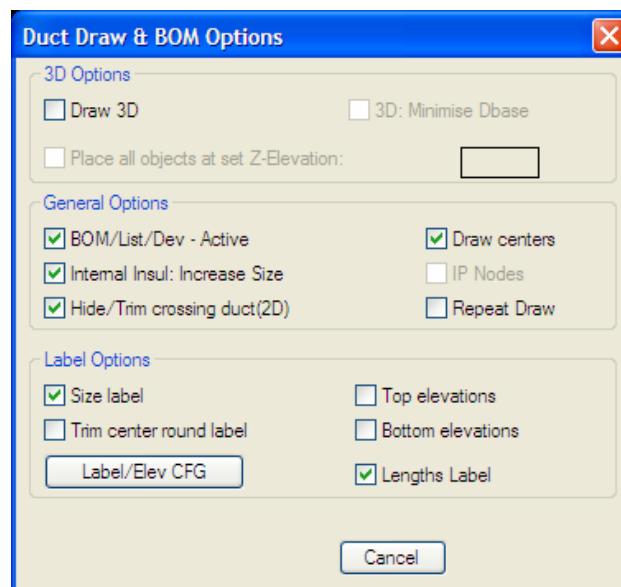 Duct Draw & BOM Options
3D Options
Draw 3D
3D: Minimise Dbase
Place all objects at set Z-Elevation:
General Options
BOM/List/Dev - Active
Draw centers
Internal Insul: Increase Size
IP Nodes
Hide/Trim crossing duct(2D)
Repeat Draw
Label Options
Size label
Top elevations
Trim center round label
Bottom elevations
Label/Elev CFG
Lengths Label
Cancel